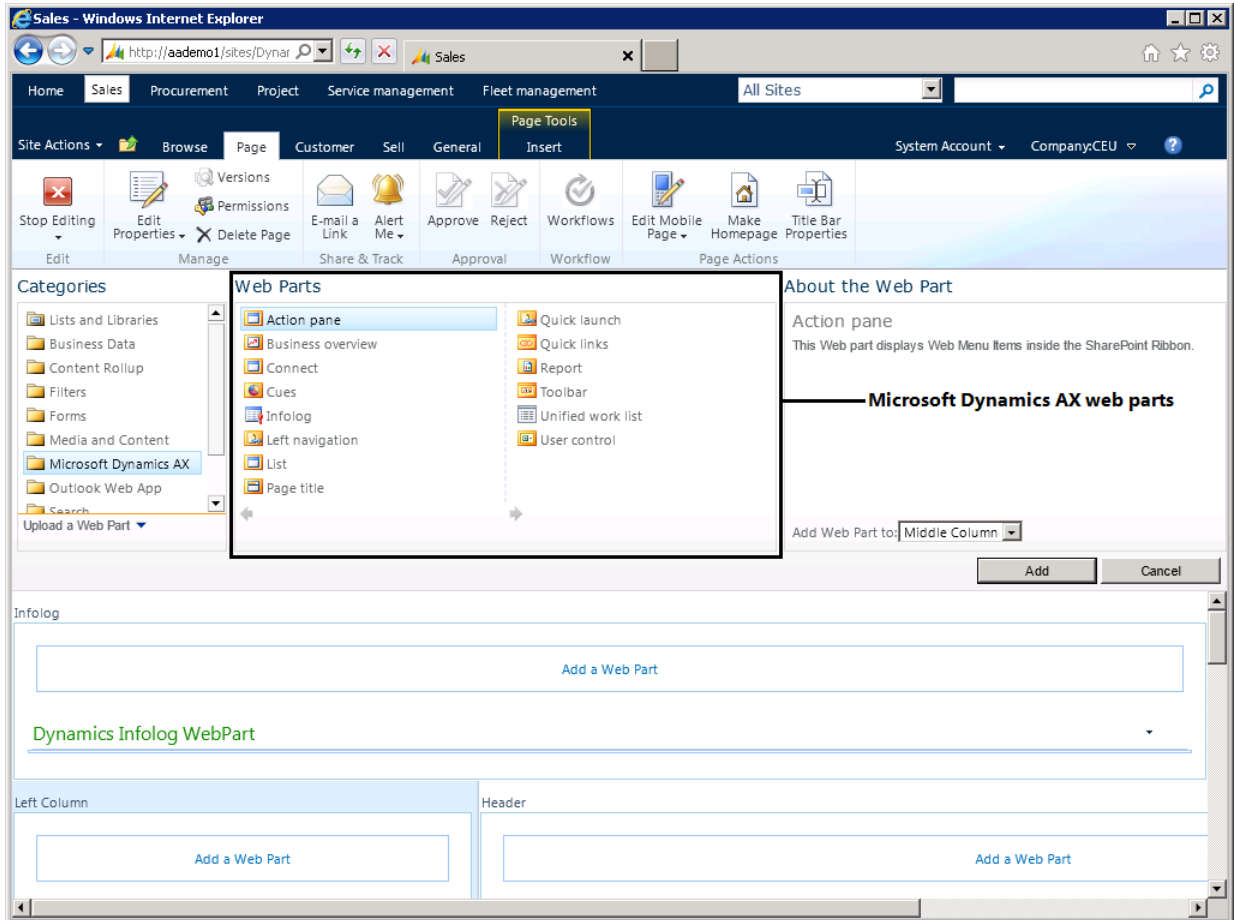 Sales - Windows Internet Explorer
http://aademo1/sites/Dynar
Sales
Home Sales Procurement Project Service management Fleet management All Sites
Page Tools
Site Actions Browse Page Customer Sell General Insert System Account Company:CEU
Stop Editing
Edit Properties
Versions
Permissions
Delete Page
E-mail a Link
Alert Me
Approve
Reject
Workflows
Edit Mobile Page
Make Homepage
Title Bar Properties
Edit Manage Share & Track Approval Workflow Page Actions
Categories
Lists and Libraries
Business Data
Content Rollup
Filters
Forms
Media and Content
Microsoft Dynamics AX
Outlook Web App
Search
Upload a Web Part
Web Parts
Action pane
Business overview
Connect
Cues
Infolog
Left navigation
List
Page title
Quick launch
Quick links
Report
Toolbar
Unified work list
User control
About the Web Part
Action pane
This Web part displays Web Menu Items inside the SharePoint Ribbon.
Microsoft Dynamics AX web parts
Add Web Part to: Middle Column
Add Cancel
Infolog
Add a Web Part
Dynamics Infolog WebPart
Left Column
Add a Web Part
Header
Add a Web Part